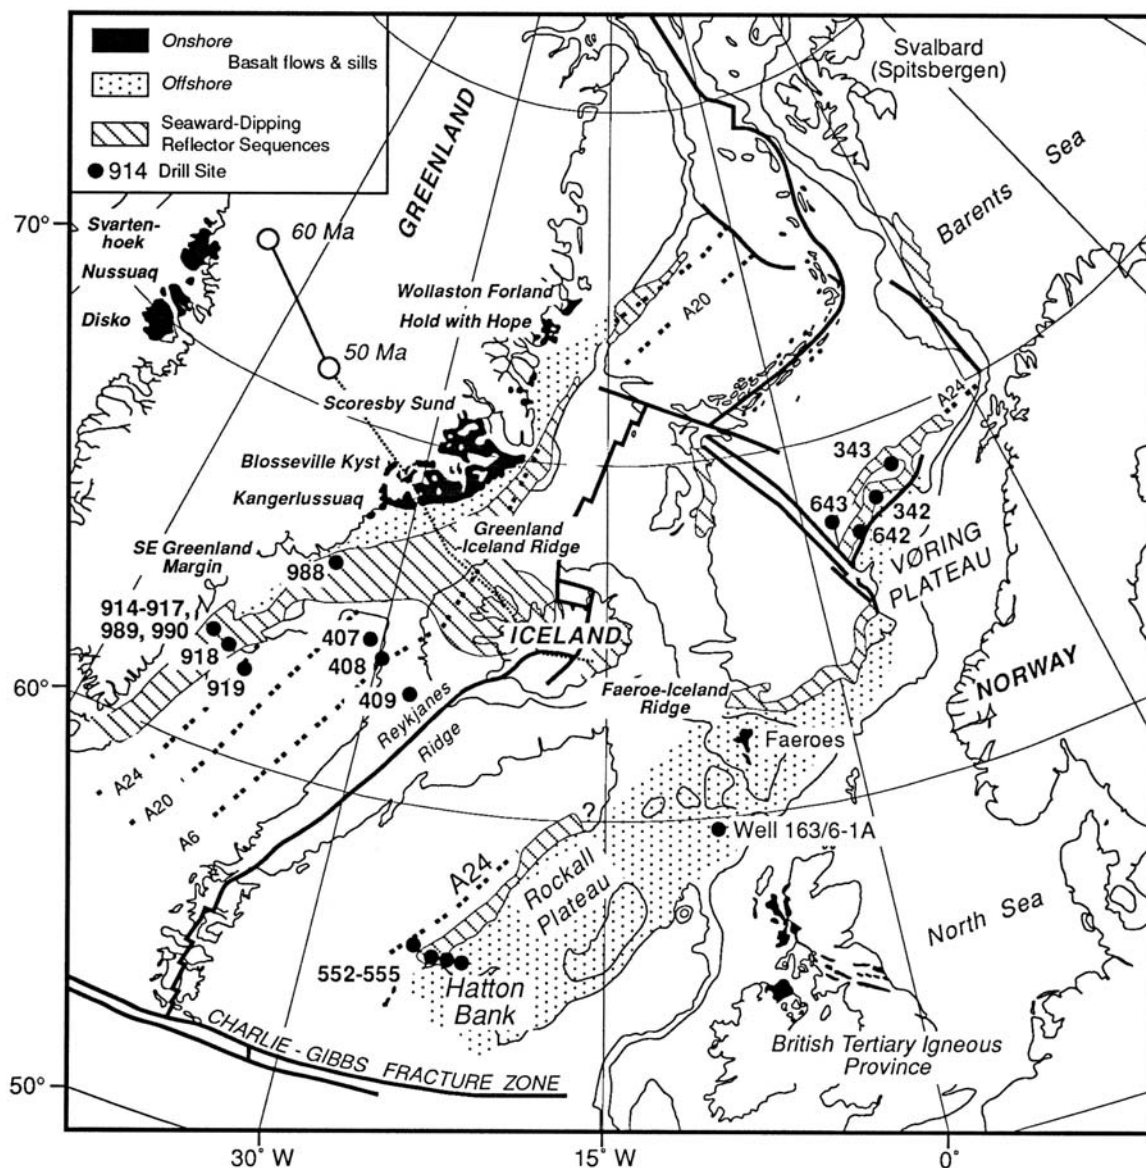 Onshore
Basalt flows & sills
Offshore
Seaward-Dipping
Reflector Sequences
914 Drill Site
Svalbard
(Spitsbergen)
Barents Sea
GREENLAND
70°
60°
50°
30° W
15° W
0°
Svarten-
hoek
Nussuaq
Disko
60 Ma
50 Ma
Wollaston Forland
Hold with Hope
Scoresby Sund
Blosseville Kyst
Kangerlussuaq
A20
A24
343
643
342
642
VØRING
PLATEAU
Greenland
-Iceland Ridge
SE Greenland
Margin
988
914-917,
989, 990
918
919
407
408
409
ICELAND
Reykjanes
Ridge
Faeroe-Iceland
Ridge
NORWAY
Faeroes
A24
A20
A6
?
Well 163/6-1A
A24
Rockall
Plateau
North Sea
552-555
Hatton
Bank
British Tertiary Igneous
Province
CHARLIE-GIBBS FRACTURE ZONE